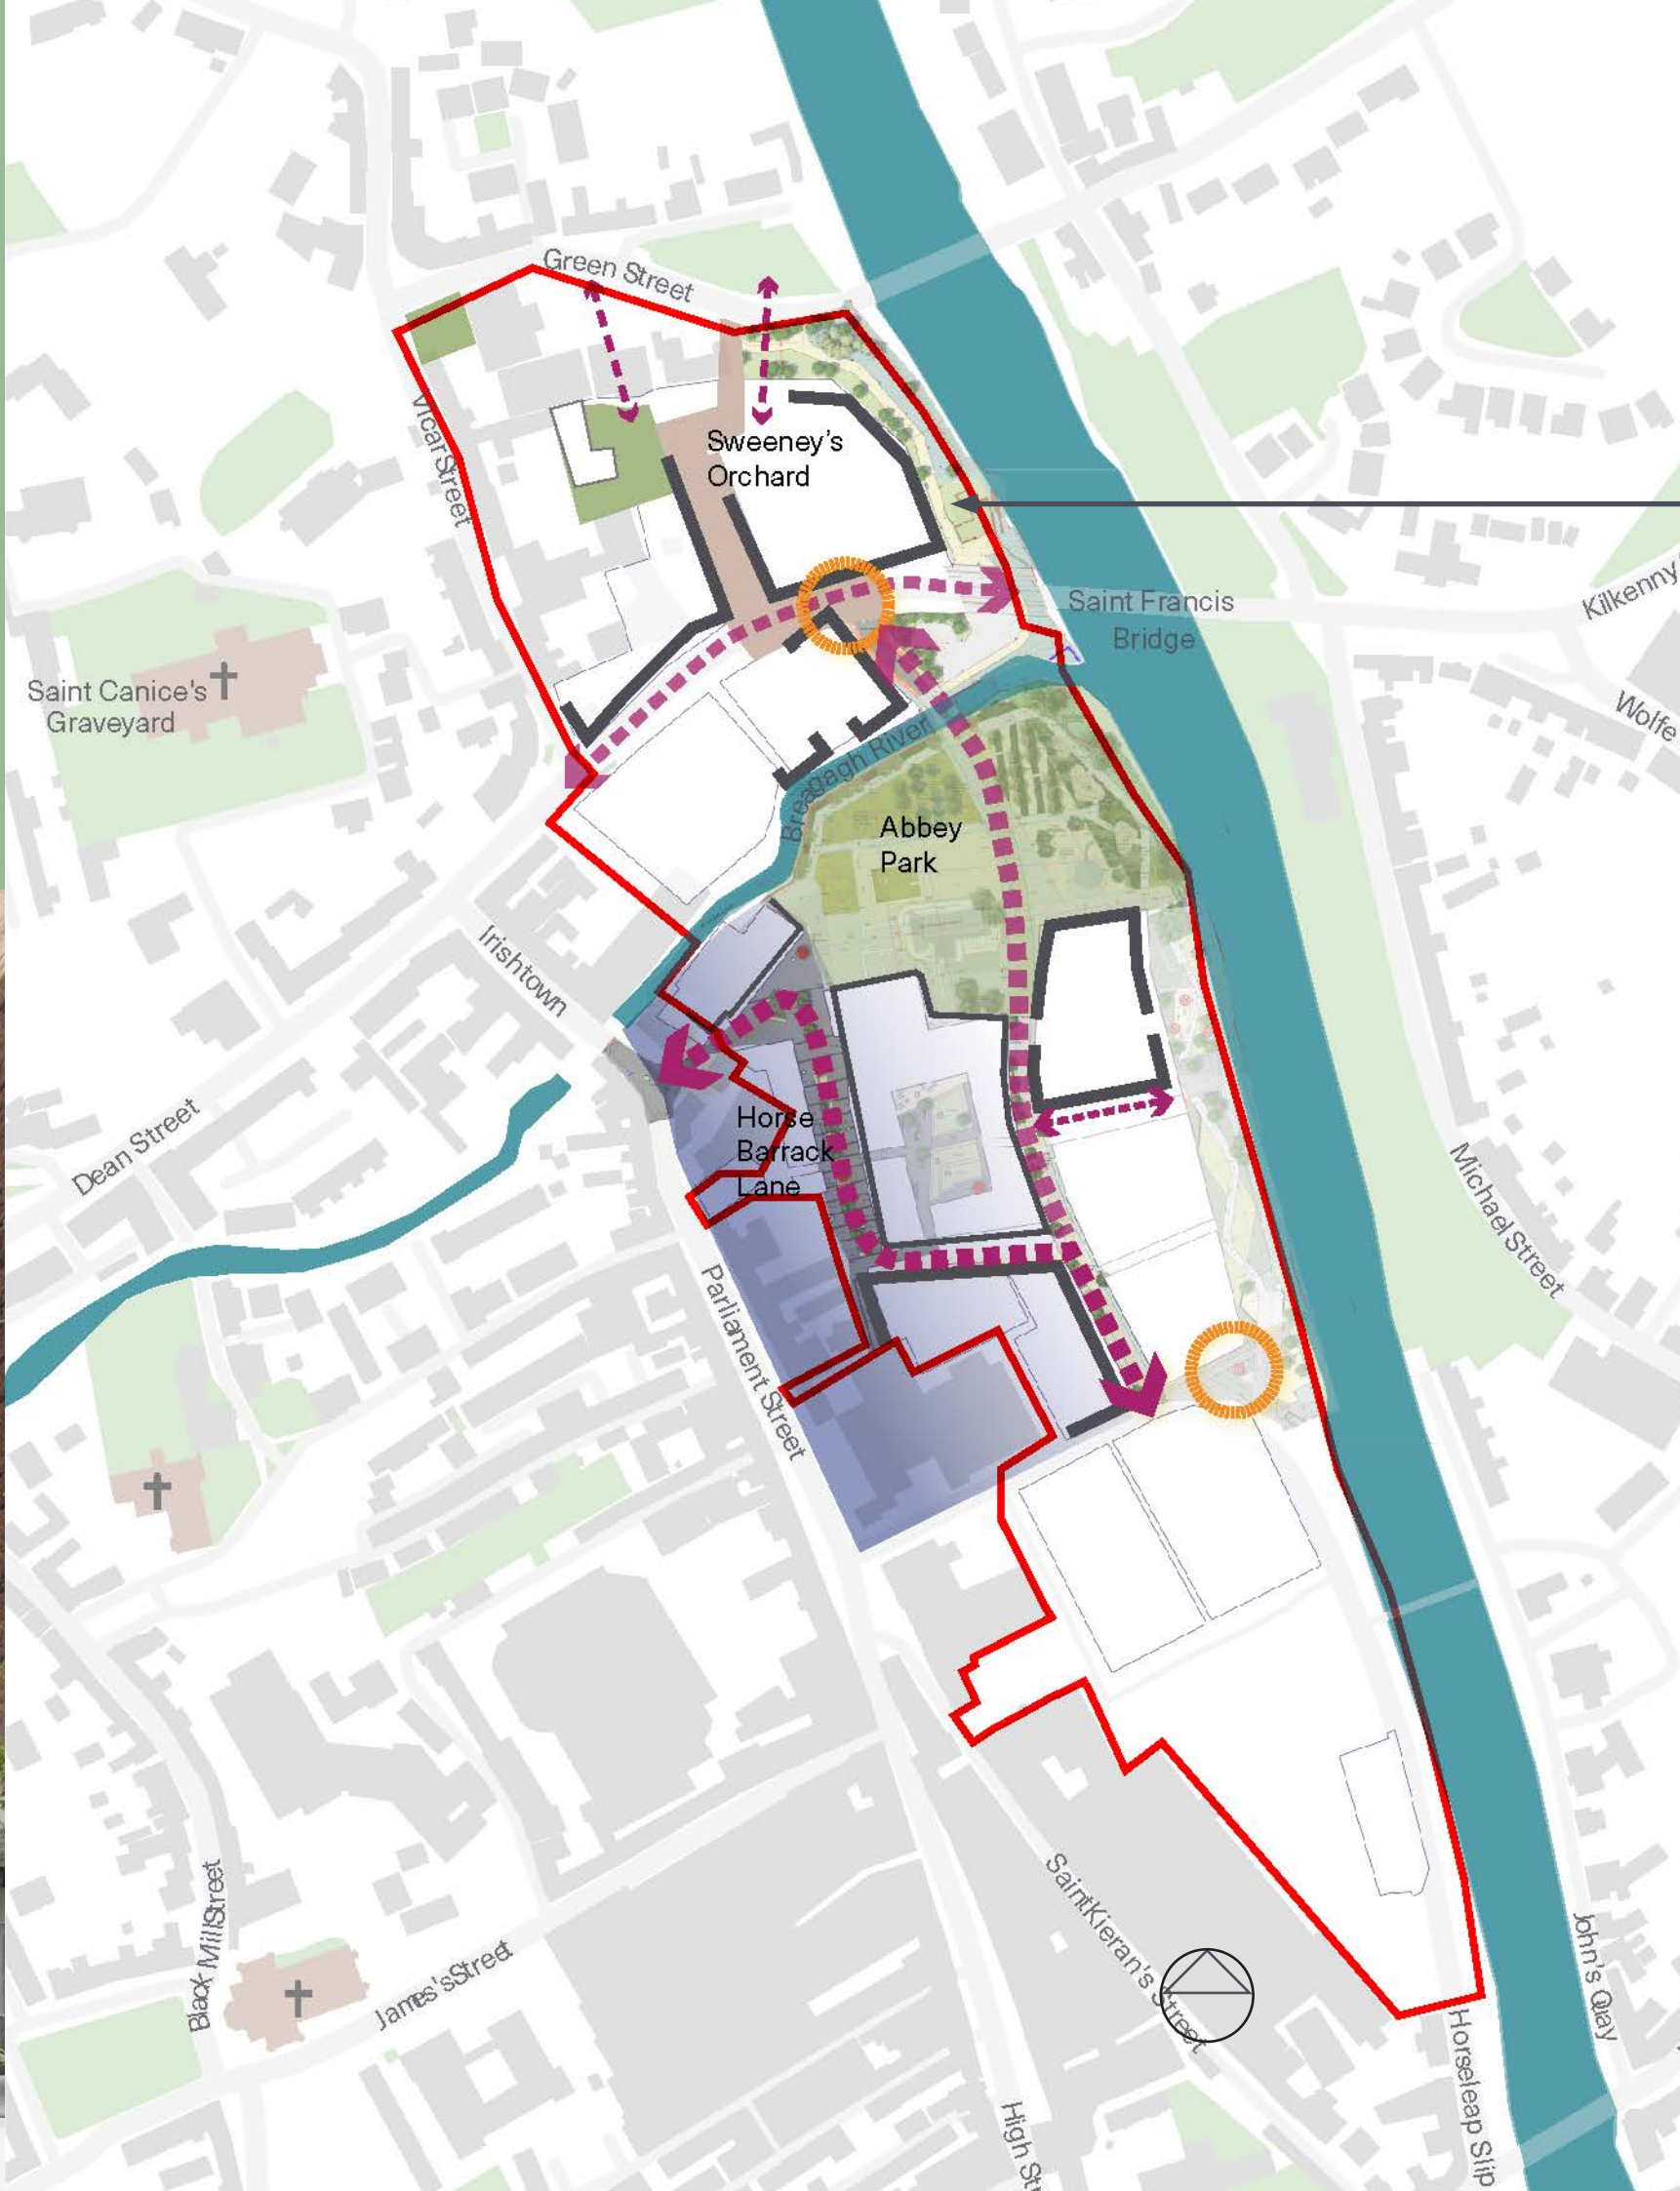 Green Street
Vicar Street
Sweeney's
Orchard
Saint Francis
Bridge
Kilkenny
Wolfe
Saint Canice's
Graveyard
Breagagh River
Abbey
Park
Irishtown
Dean Street
Horse
Barrack
Lane
Michael Street
Parliament Street
Saint Kieran's Street
Black Mill Street
James's Street
John's Quay
Horseleap Slip
High Str